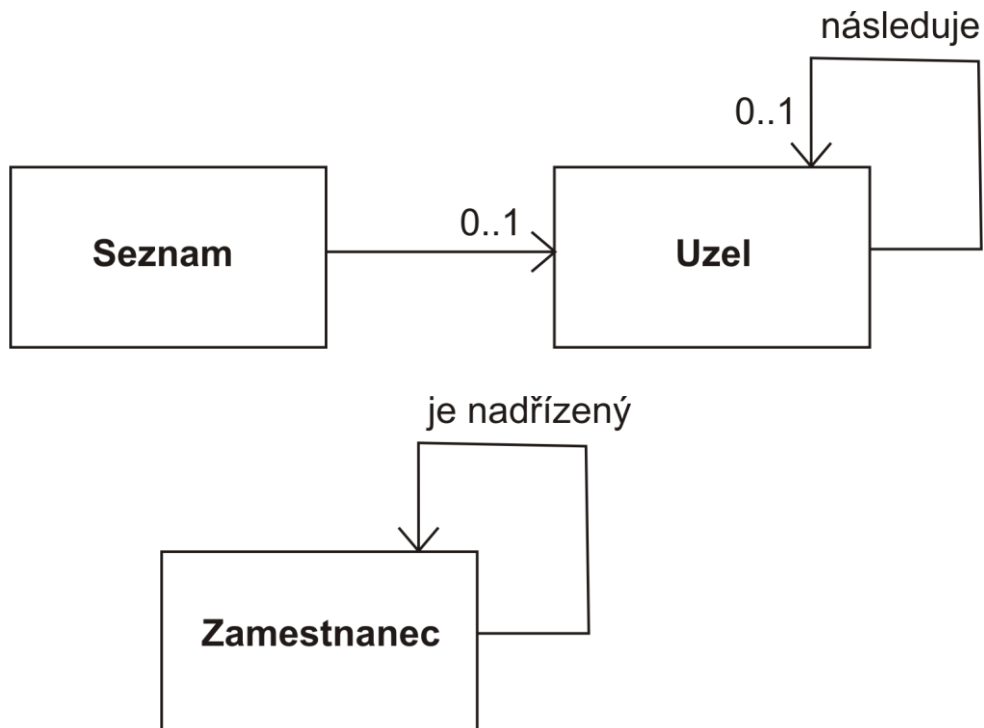 následuje
0..1
0..1
Seznam
Uzel
je nadřízený
Zamestnanec